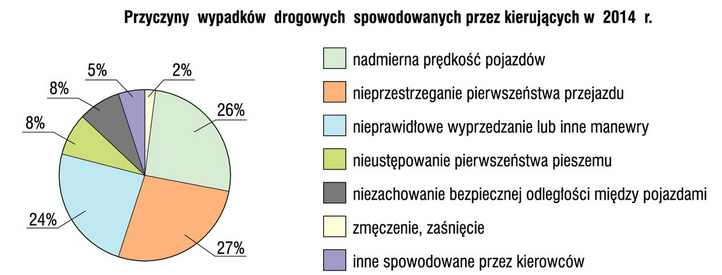 Przyczyny wypadków drogowych spowodowanych przez kierujących w 2014 r.
5%
2%
8%
26%
8%
24%
27%
nadmierna prędkość pojazdów
nieprzestrzeganie pierwszeństwa przejazdu
nieprawidłowe wyprzedzanie lub inne manewry
nieustępowanie pierwszeństwa pieszemu
niezachowanie bezpiecznej odległości między pojazdami
zmęczenie, zaśnięcie
inne spowodowane przez kierowców